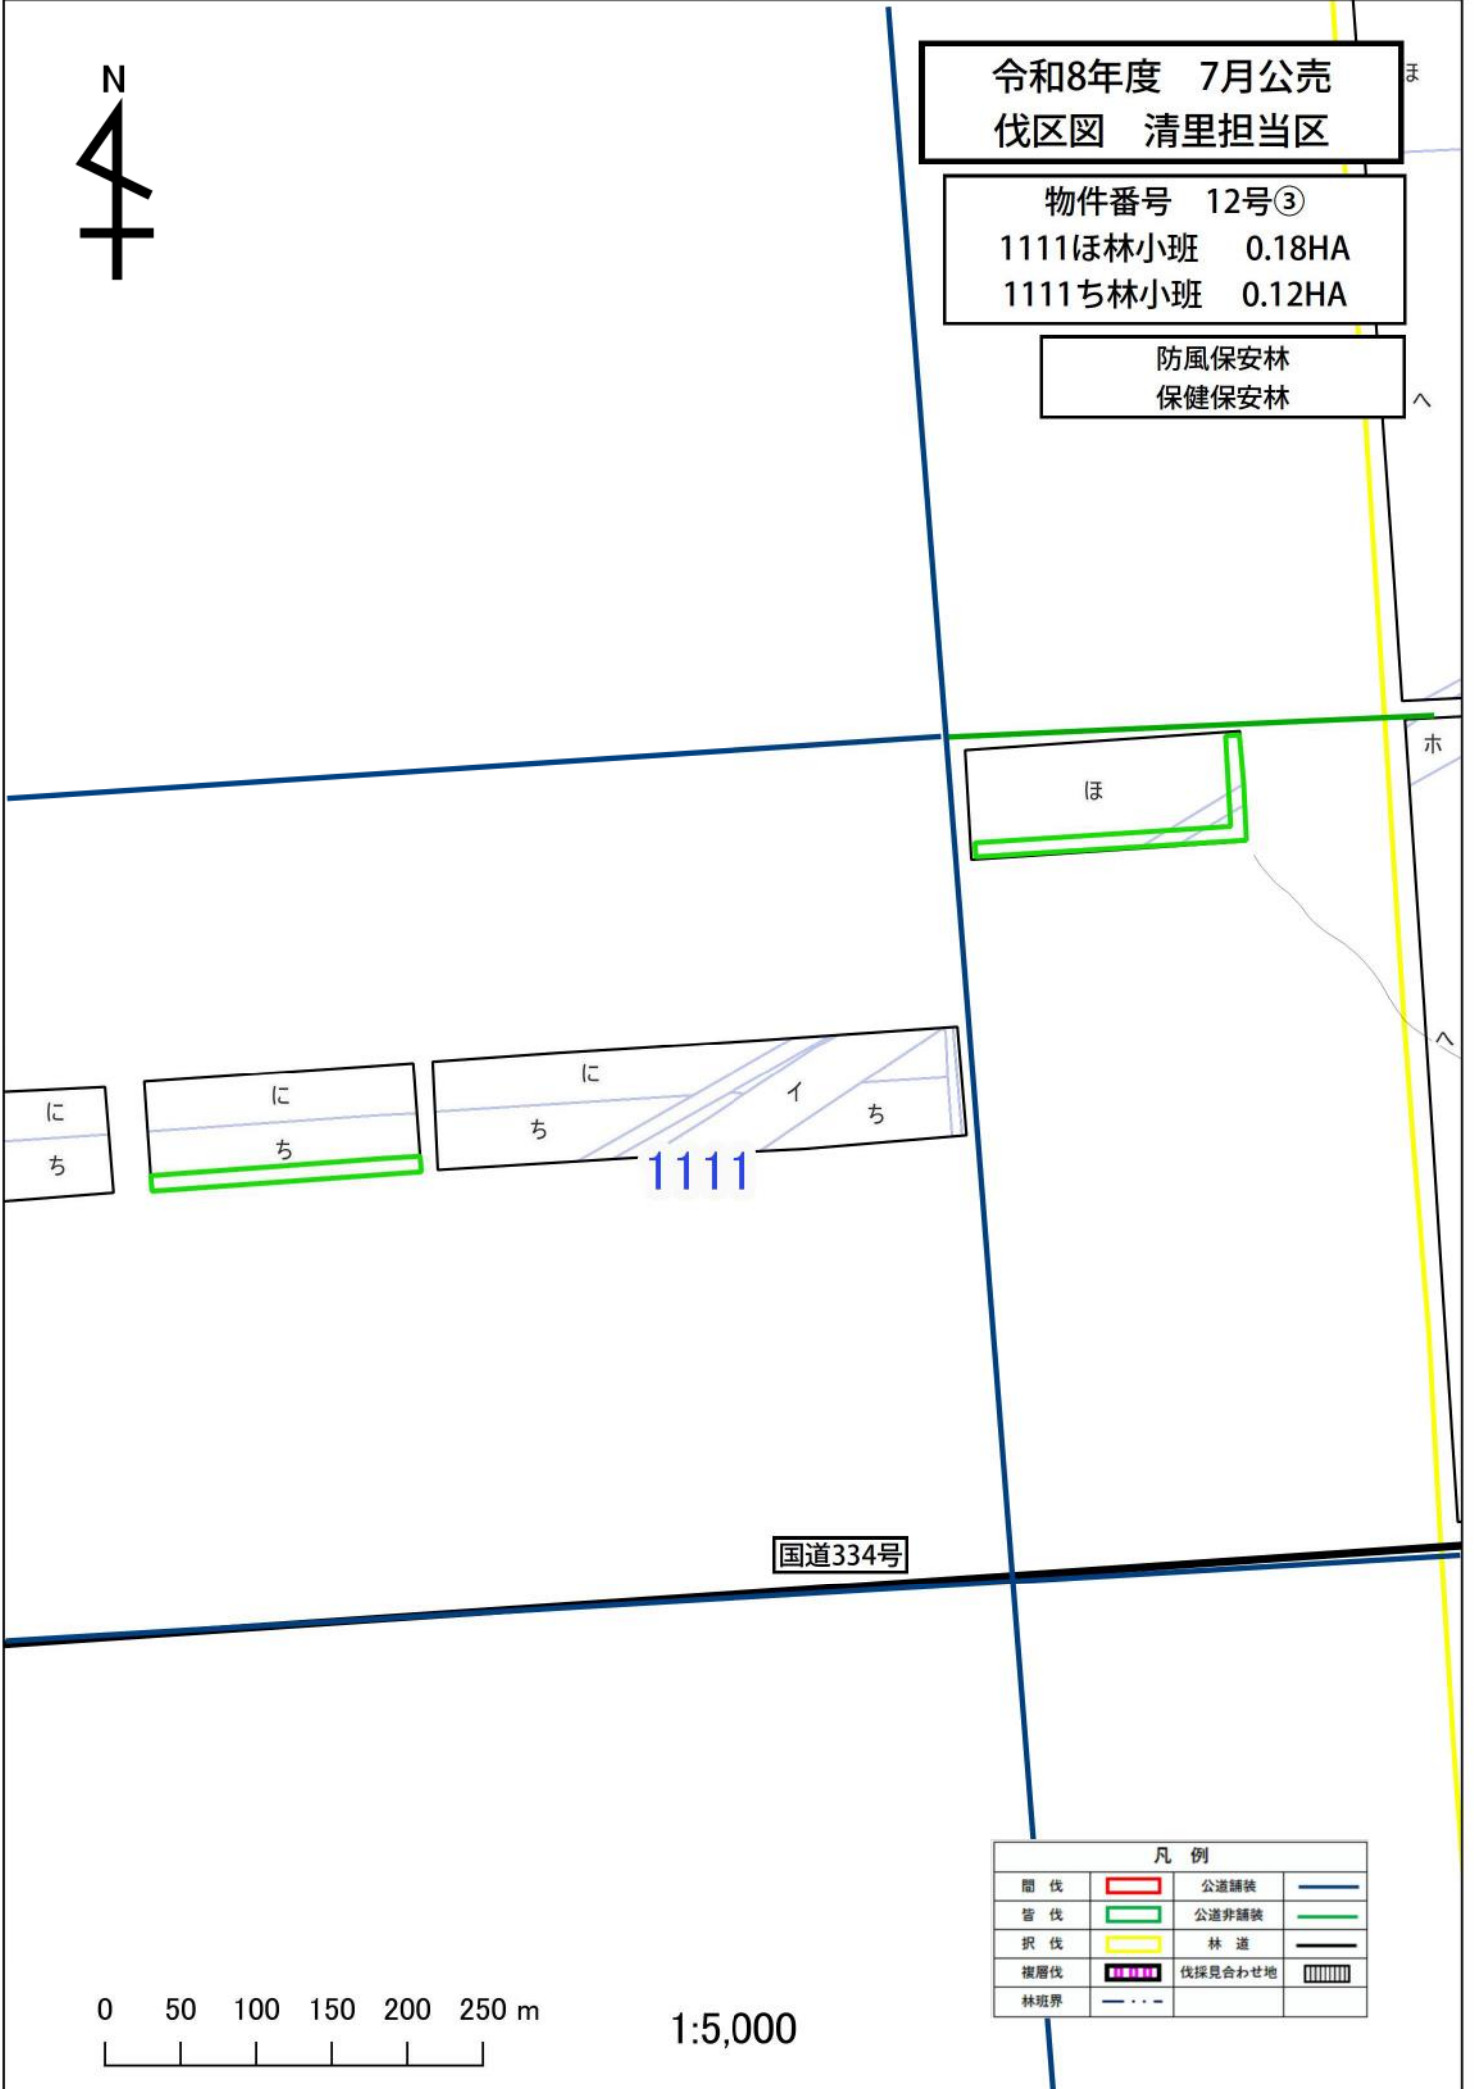 N
令和8年度　7月公売
伐区図　清里担当区
物件番号　12号③
1111ほ林小班　0.18HA
1111ち林小班　0.12HA
防風保安林
保健保安林
ほ
へ
ホ
ほ
へ
に
ち
に
ち
に
ち
イ
ち
1111
国道334号
凡　例
間　伐　公道舗装
皆　伐　公道非舗装
択　伐　林　道
複層伐　伐採見合わせ地
林班界
0　50　100　150　200　250 m
1:5,000